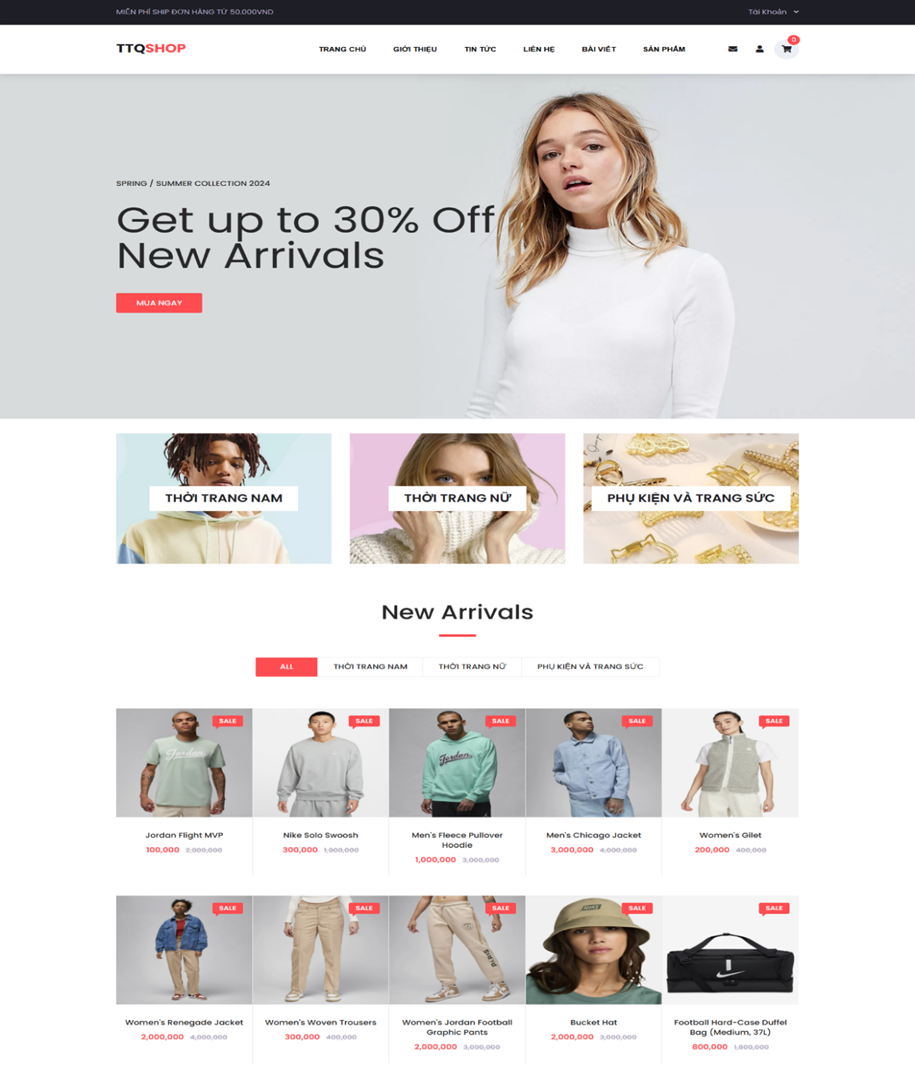 MIỄN PHÍ SHIP ĐƠN HÀNG TỪ 50.000VND
Tài Khoản
TTQSHOP
TRANG CHỦ
GIỚI THIỆU
TIN TỨC
LIÊN HỆ
BÀI VIẾT
SẢN PHẨM
0
SPRING / SUMMER COLLECTION 2024
Get up to 30% Off
New Arrivals
MUA NGAY
THỜI TRANG NAM
THỜI TRANG NỮ
PHỤ KIỆN VÀ TRANG SỨC
New Arrivals
ALL
THỜI TRANG NAM
THỜI TRANG NỮ
PHỤ KIỆN VÀ TRANG SỨC
SALE
SALE
SALE
SALE
SALE
Jordan
Jordan
Jordan Flight MVP
100,000 2,000,000
Nike Solo Swoosh
300,000 1,900,000
Men's Fleece Pullover
Hoodie
1,000,000 3,000,000
Men's Chicago Jacket
3,000,000 4,000,000
Women's Gilet
200,000 400,000
SALE
SALE
SALE
SALE
SALE
PARIS
NIKE
Women's Renegade Jacket
2,000,000 4,000,000
Women's Woven Trousers
300,000 400,000
Women's Jordan Football
Graphic Pants
2,000,000 3,000,000
Bucket Hat
2,000,000 3,000,000
Football Hard-Case Duffel
Bag (Medium, 37L)
800,000 1,800,000